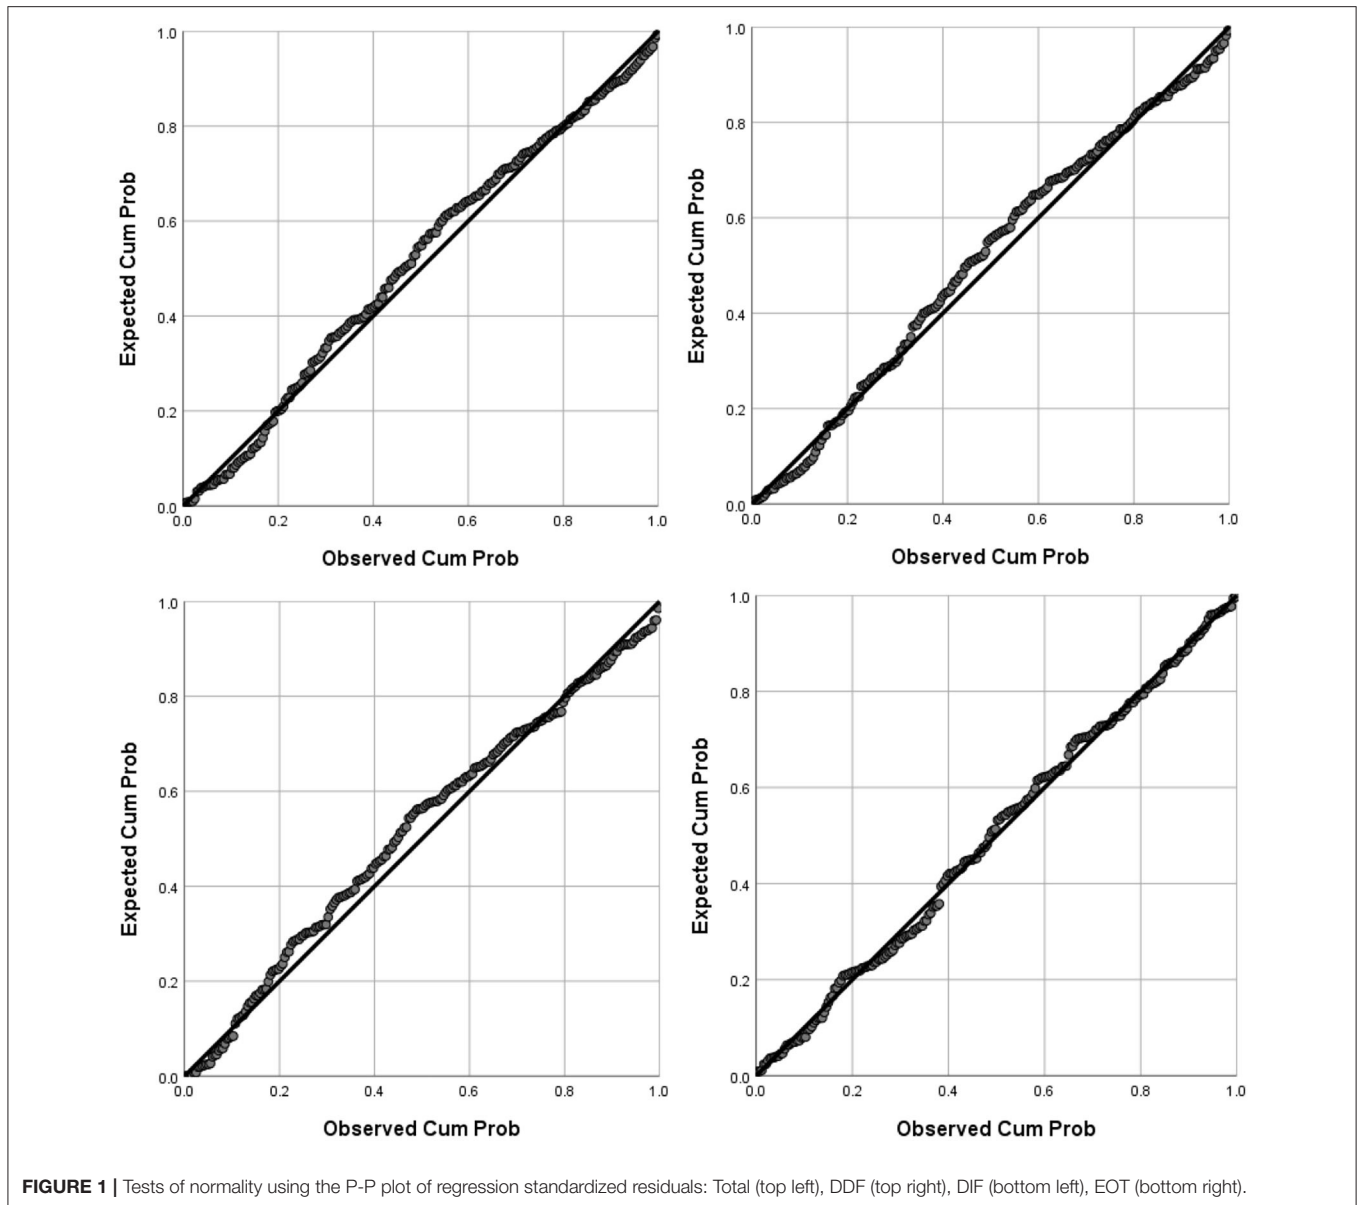 1.0
0.8
0.6
0.4
0.2
0.0
Expected Cum Prob
0.0 0.2 0.4 0.6 0.8 1.0
Observed Cum Prob
1.0
0.8
0.6
0.4
0.2
0.0
Expected Cum Prob
0.0 0.2 0.4 0.6 0.8 1.0
Observed Cum Prob
1.0
0.8
0.6
0.4
0.2
0.0
Expected Cum Prob
0.0 0.2 0.4 0.6 0.8 1.0
Observed Cum Prob
1.0
0.8
0.6
0.4
0.2
0.0
Expected Cum Prob
0.0 0.2 0.4 0.6 0.8 1.0
Observed Cum Prob
FIGURE 1 | Tests of normality using the P-P plot of regression standardized residuals: Total (top left), DDF (top right), DIF (bottom left), EOT (bottom right).